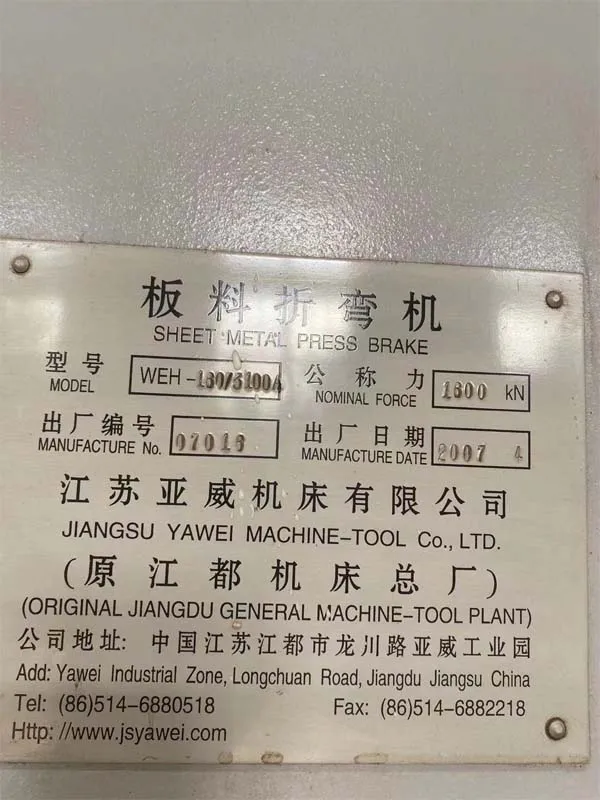 板料折弯机
SHEET METAL PRESS BRAKE
型号 MODEL WEH-160/3100A 公称力 NOMINAL FORCE 1600 kN
出厂编号 MANUFACTURE No. 07016 出厂日期 MANUFACTURE DATE 2007 4
江苏亚威机床有限公司
JIANGSU YAWEI MACHINE-TOOL Co., LTD.
(原江都机床总厂)
(ORIGINAL JIANGDU GENERAL MACHINE-TOOL PLANT)
公司地址: 中国江苏江都市龙川路亚威工业园
Add: Yawei Industrial Zone, Longchuan Road, Jiangdu Jiangsu China
Tel: (86)514-6880518 Fax: (86)514-6882218
Http: //www.jsyawei.com